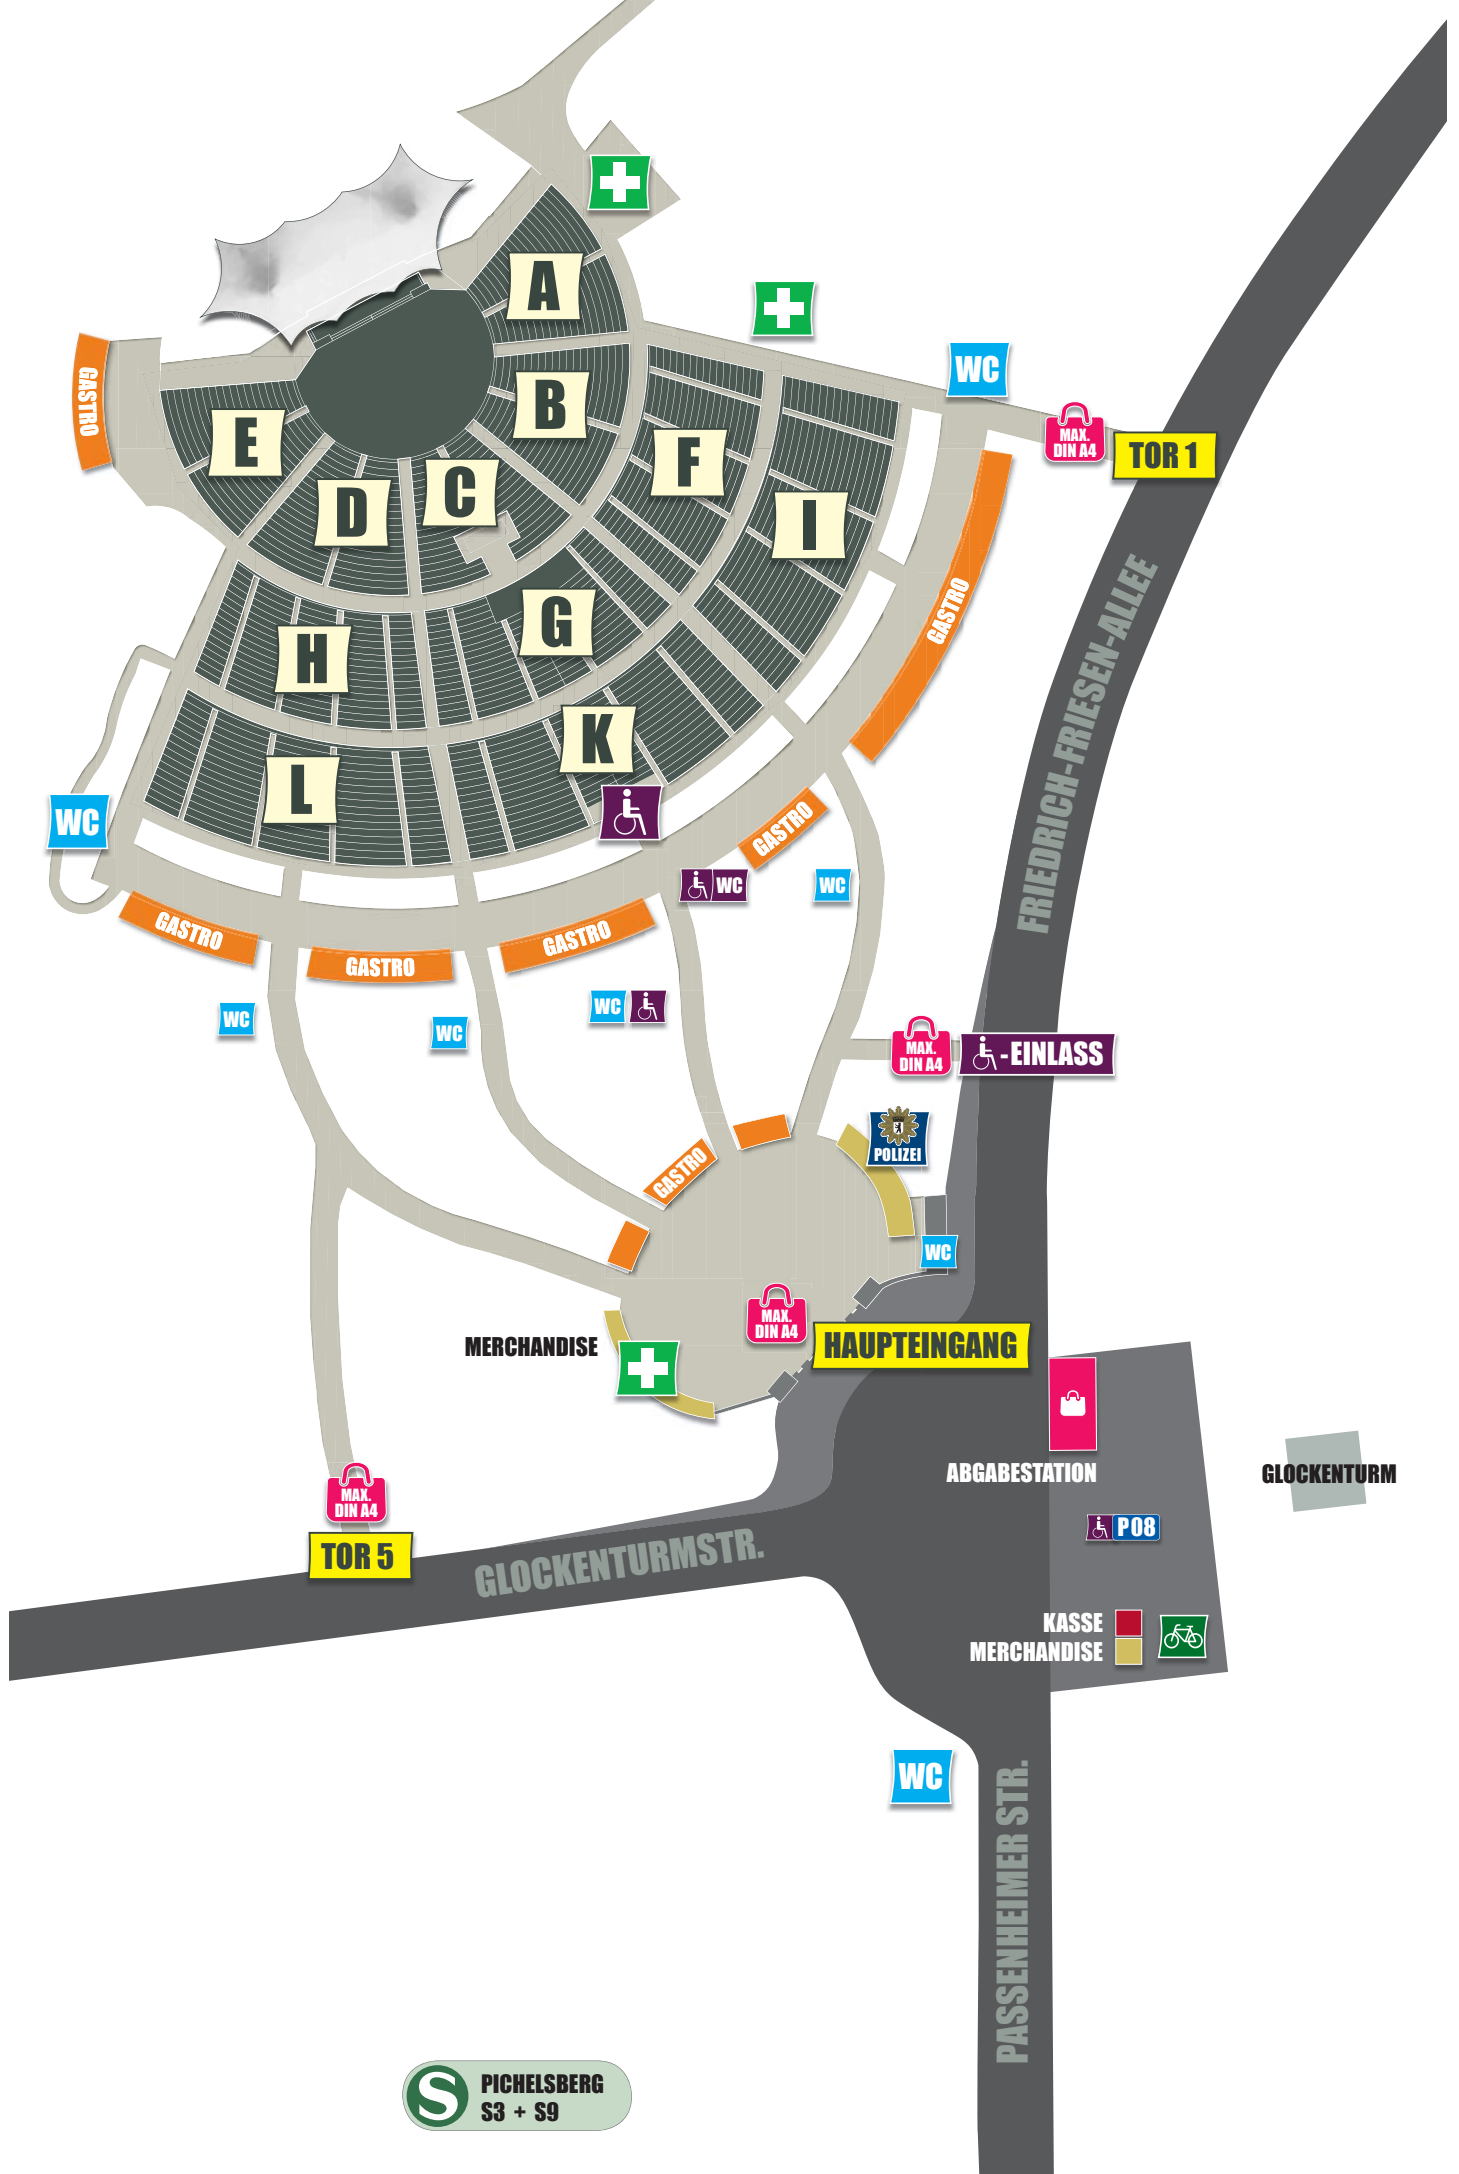 A
B
WC
MAX.
DIN A4
TOR 1
GASTRO
E
F
C
D
I
GASTRO
G
H
K
L
FRIEDRICH-FRIESEN-ALLEE
WC
GASTRO
WC
WC
GASTRO
GASTRO
GASTRO
WC
WC
WC
MAX.
DIN A4
-EINLASS
POLIZEI
GASTRO
WC
MAX.
DIN A4
MERCHANDISE
HAUPTEINGANG
ABGABESTATION
GLOCKENTURM
MAX.
DIN A4
TOR 5
GLOCKENTURMSTR.
P08
KASSE
MERCHANDISE
WC
PASSENHEIMER STR.
S
PICHELSBERG
S3 + S9